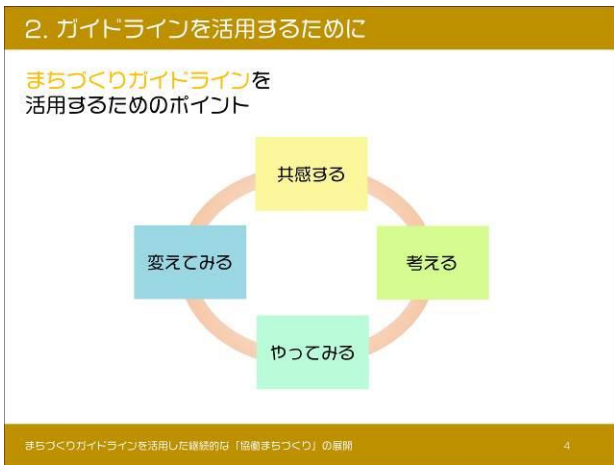 2. ガイドラインを活用するために
まちづくりガイドラインを
活用するためのポイント
共感する
変えてみる
考える
やってみる
まちづくりガイドラインを活用した継続的な「協働まちづくり」の展開
4